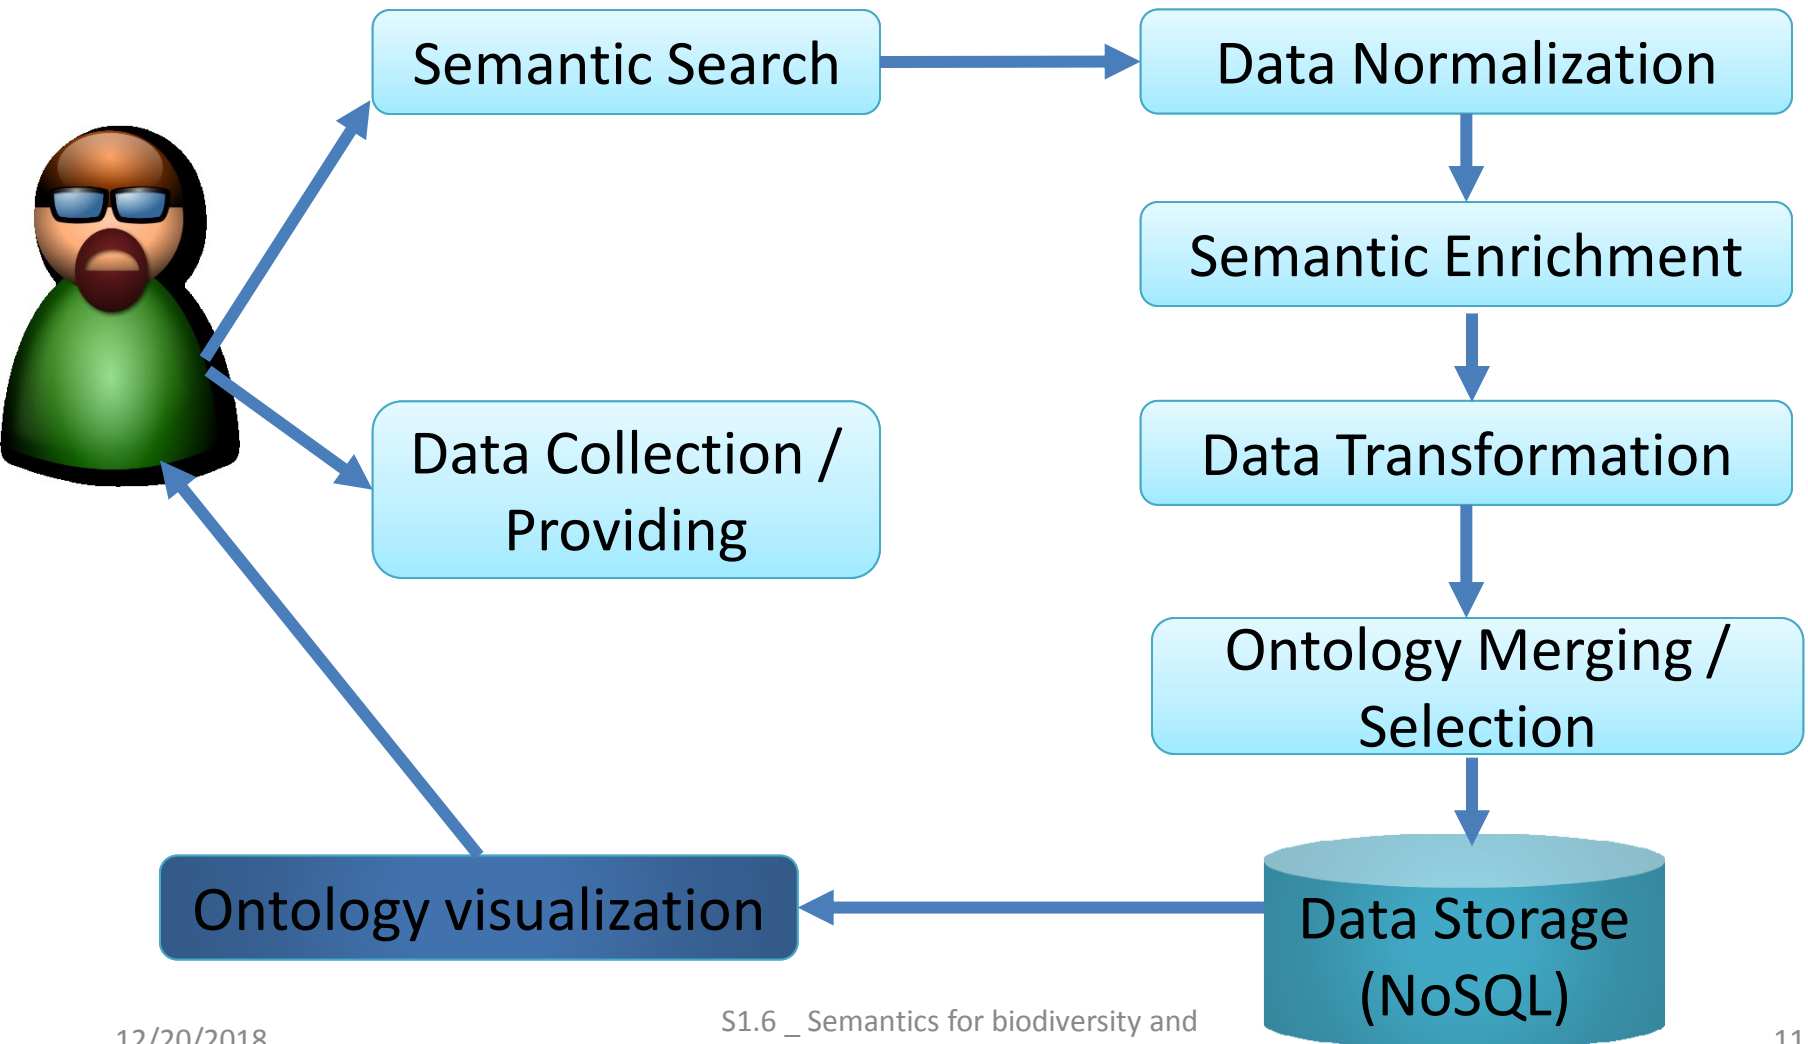 Semantic Search
Data Normalization
Semantic Enrichment
Data Collection /
Providing
Data Transformation
Ontology Merging /
Selection
Ontology visualization
Data Storage
(NoSQL)
S1.6 _ Semantics for biodiversity and
12/20/2018
11